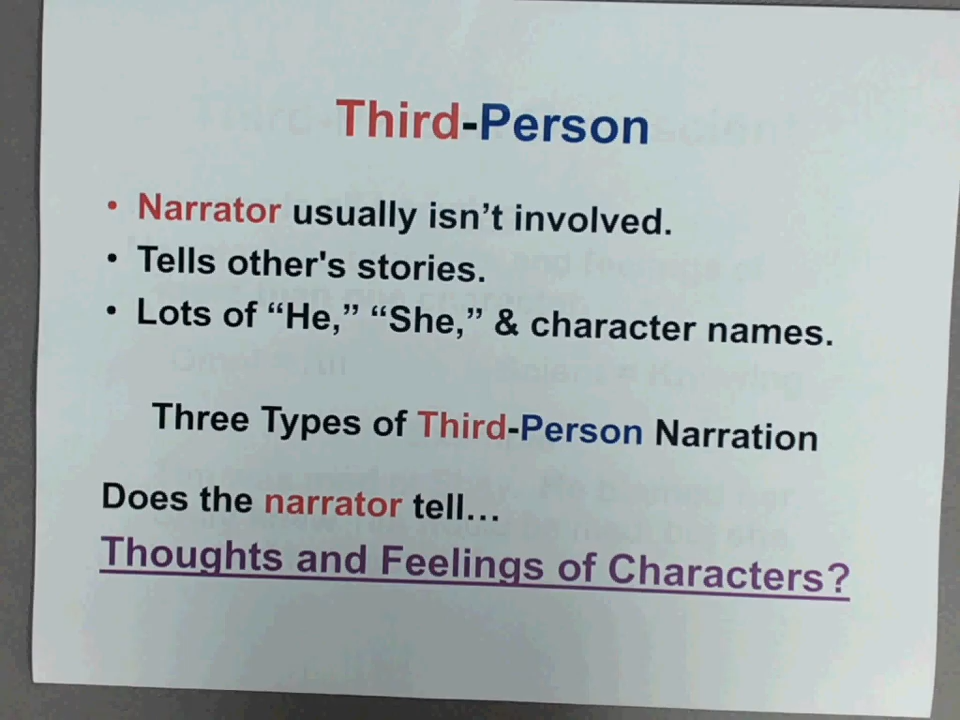 Third-Person
• Narrator usually isn’t involved.
• Tells other's stories.
• Lots of “He,” “She,” & character names.
Three Types of Third-Person Narration
Does the narrator tell…
Thoughts and Feelings of Characters?